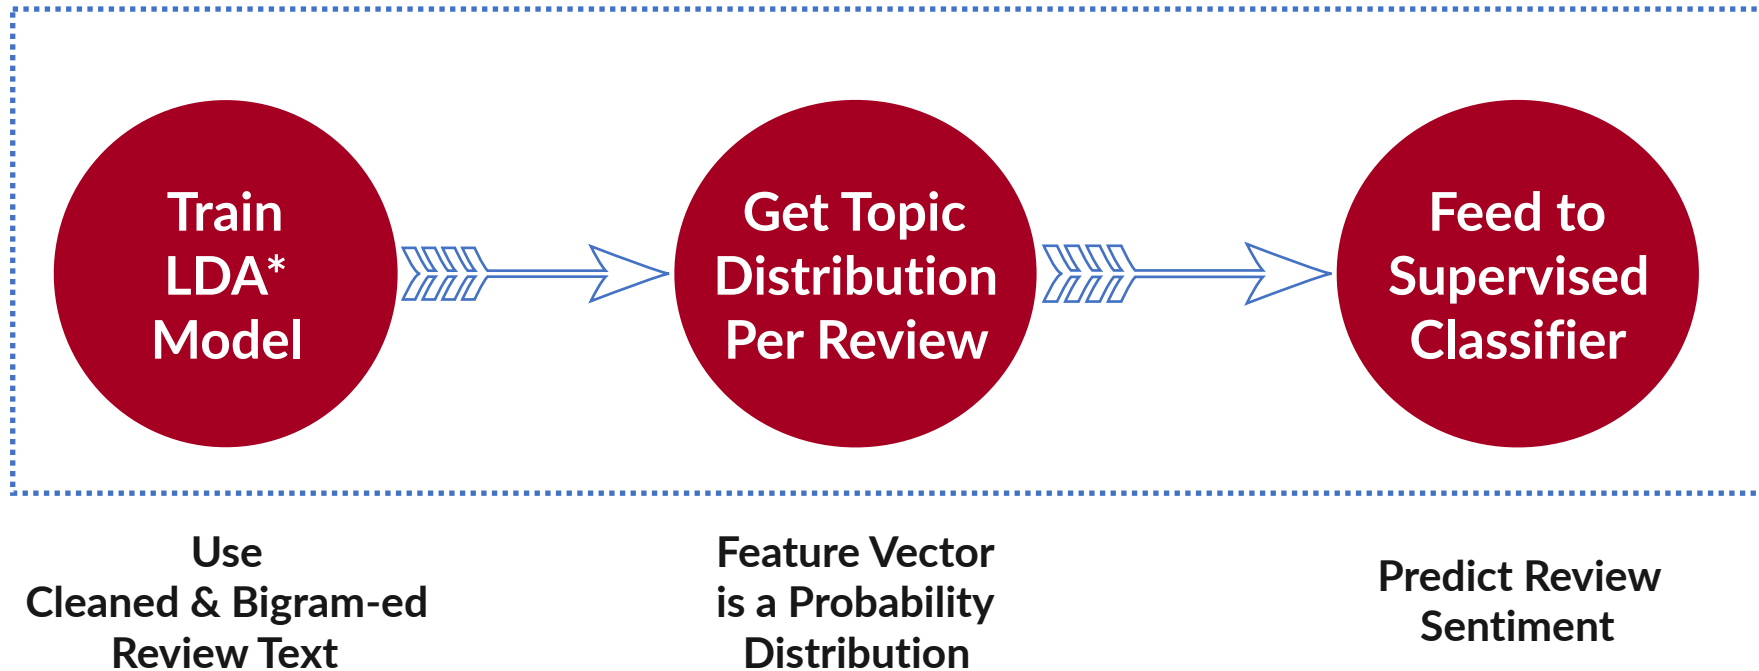 Train
LDA*
Model
Get Topic
Distribution
Per Review
Feed to
Supervised
Classifier
Use
Cleaned & Bigram-ed
Review Text
Feature Vector
is a Probability
Distribution
Predict Review
Sentiment